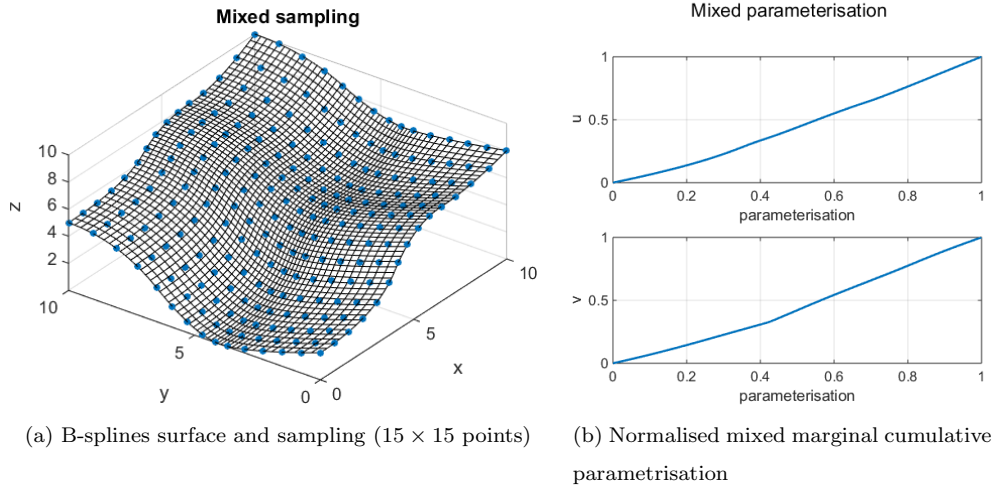 Mixed sampling
10
8
6
4
2
z
10
5
0
y
0
5
10
x
(a) B-splines surface and sampling (15 × 15 points)
Mixed parameterisation
1
0.5
0
u
0
0.2
0.4
0.6
0.8
1
parameterisation
1
0.5
0
v
0
0.2
0.4
0.6
0.8
1
parameterisation
(b) Normalised mixed marginal cumulative
parametrisation